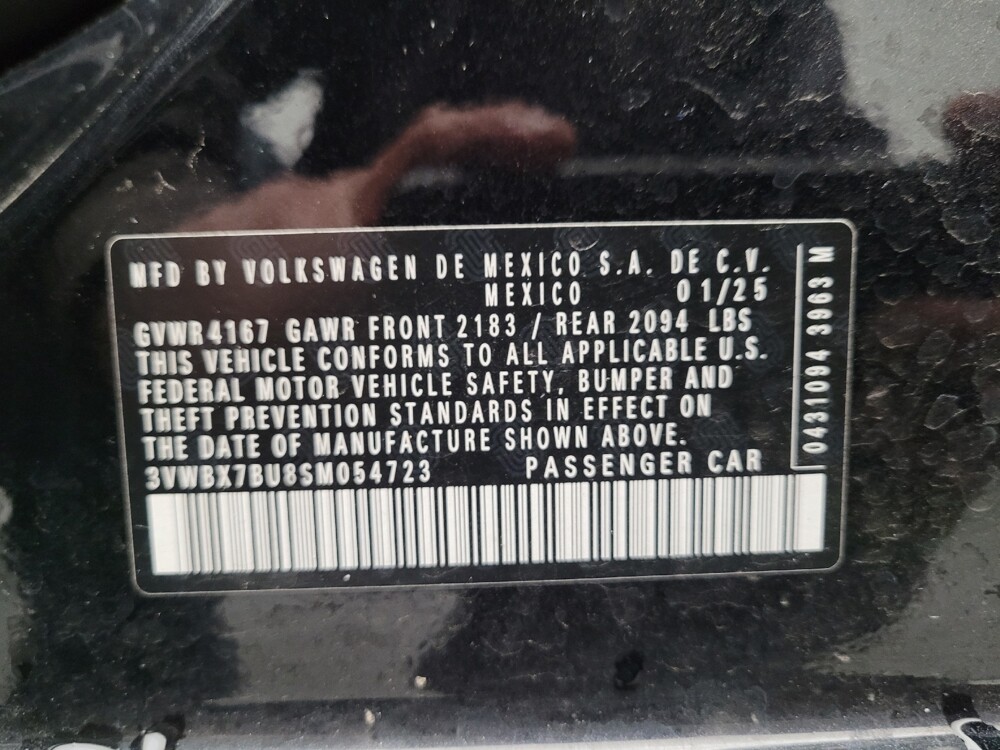 MFD BY VOLKSWAGEN DE MEXICO S.A. DE C.V.
MEXICO 01/25
GVWR 4167 GAWR FRONT 2183 / REAR 2094 LBS
THIS VEHICLE CONFORMS TO ALL APPLICABLE U.S.
FEDERAL MOTOR VEHICLE SAFETY, BUMPER AND
THEFT PREVENTION STANDARDS IN EFFECT ON
THE DATE OF MANUFACTURE SHOWN ABOVE.
3VWBX7BU8SM054723 PASSENGER CAR
0431094 3963 M